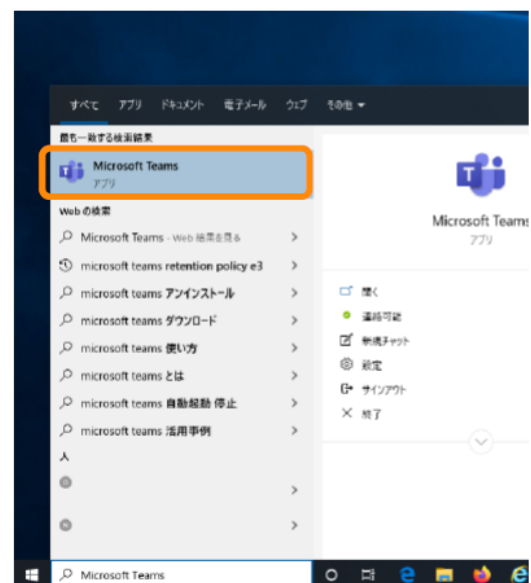 すべて アプリ ドキュメント 電子メール ウェブ その他
最も一致する検索結果
Microsoft Teams
アプリ
Web の検索
Microsoft Teams - Web 結果を見る
microsoft teams retention policy e3
microsoft teams アンインストール
microsoft teams ダウンロード
microsoft teams 使い方
microsoft teams とは
microsoft teams 自動起動 停止
microsoft teams 活用事例
人
Microsoft Teams
Microsoft Teams
アプリ
開く
連絡可能
新規チャット
設定
サインアウト
終了